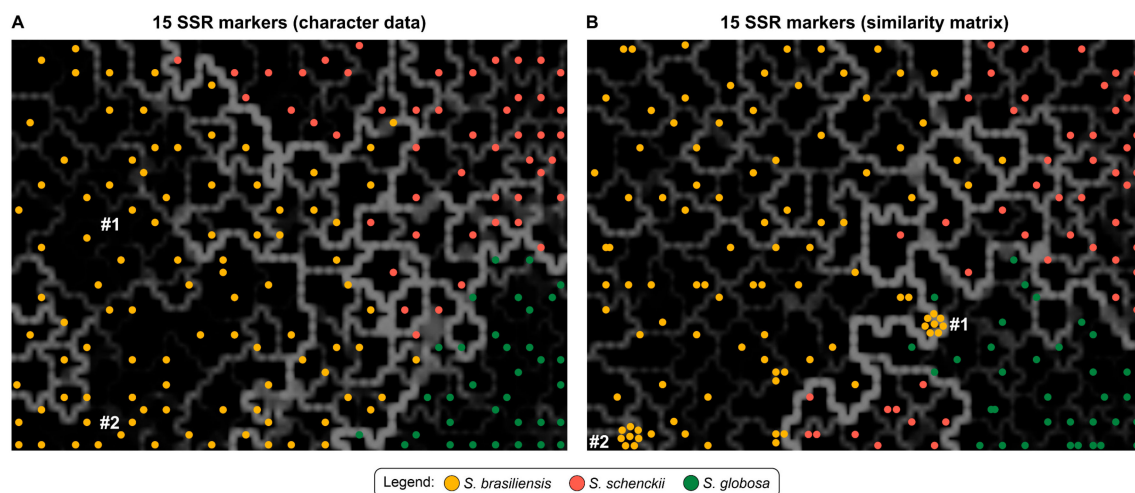 A 15 SSR markers (character data)
B 15 SSR markers (similarity matrix)
#1
#2
#1
#2
Legend: S. brasiliensis S. schenckii S. globosa